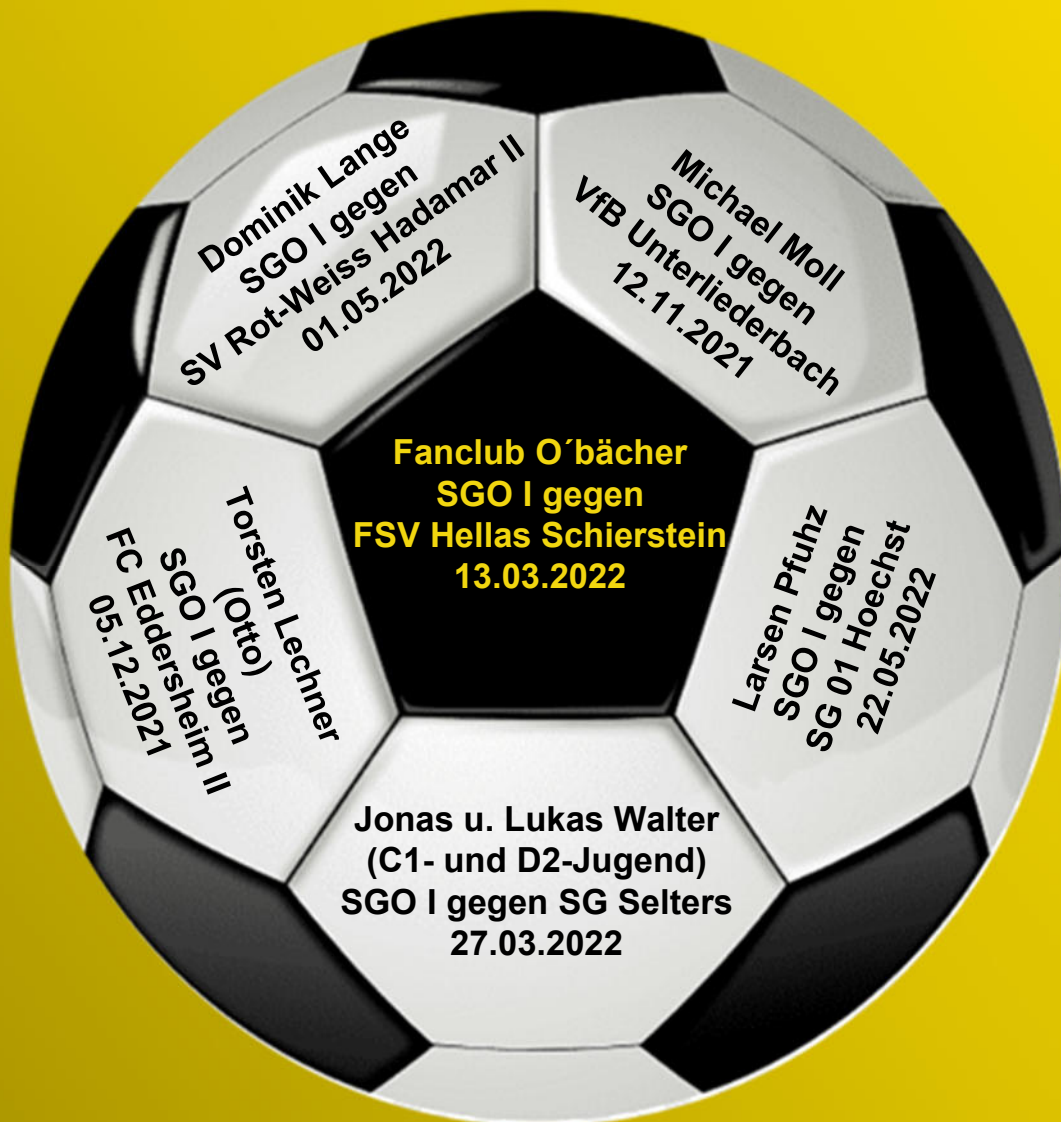 Dominik Lange
SGO I gegen
SV Rot-Weiss Hadamar II
01.05.2022
Michael Moll
SGO I gegen
VfB Unterliederbach
12.11.2021
Fanclub O´bächer
SGO I gegen
FSV Hellas Schierstein
13.03.2022
Torsten Lechner
(Otto)
SGO I gegen
FC Eddersheim II
05.12.2021
Larsen Pfuhz
SGO I gegen
SG 01 Hoechst
22.05.2022
Jonas u. Lukas Walter
(C1- und D2-Jugend)
SGO I gegen SG Selters
27.03.2022